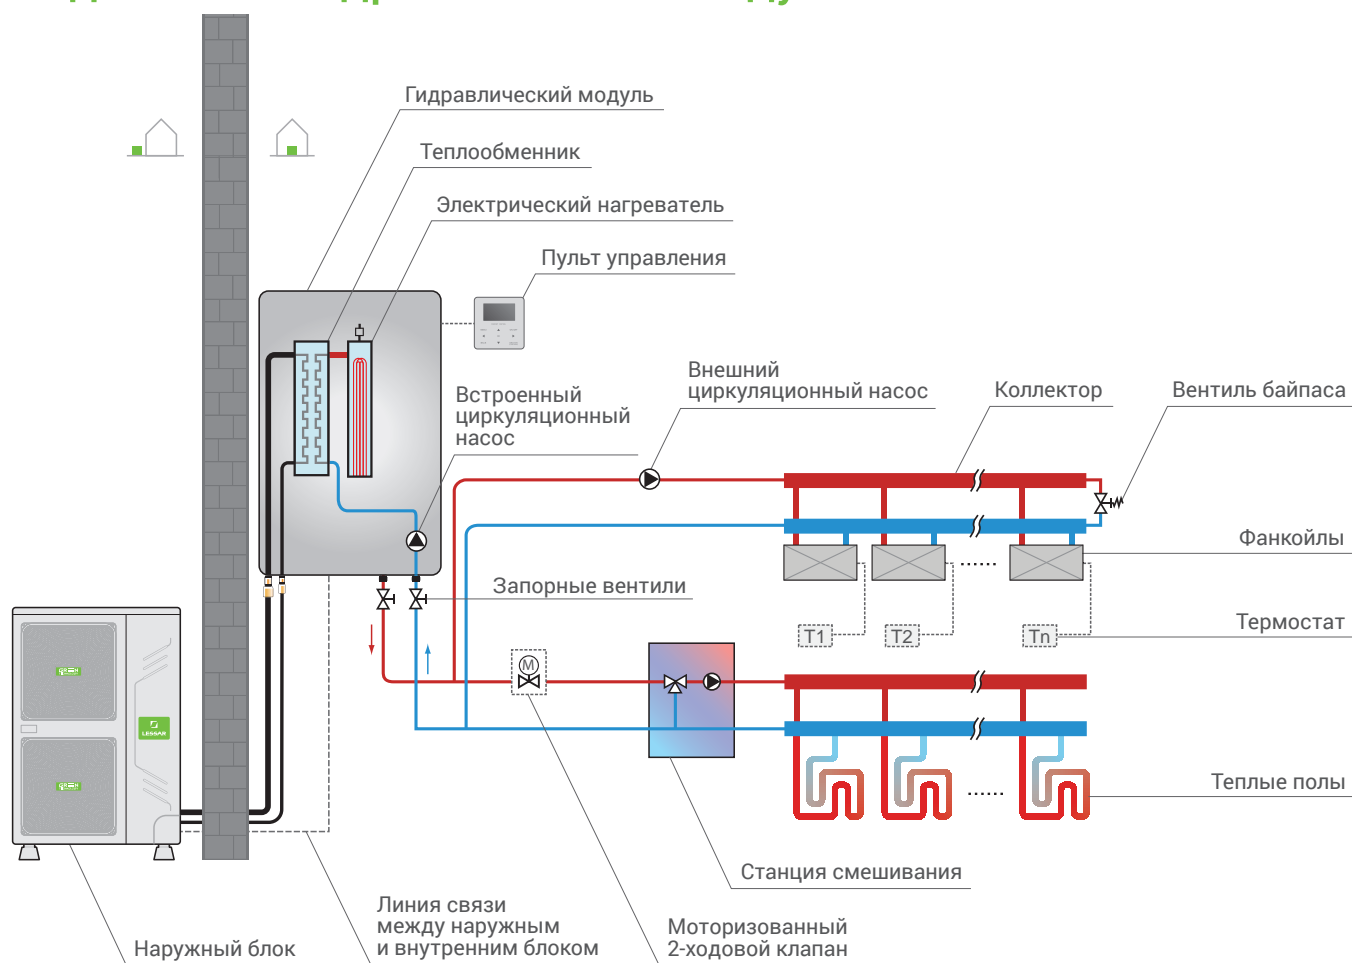 Гидравлический модуль
Теплообменник
Электрический нагреватель
Пульт управления
Встроенный
циркуляционный
насос
Внешний
циркуляционный насос
Коллектор
Вентиль байпаса
Фанкойлы
Запорные вентили
Термостат
T1
T2
Tn
M
LESSAR
Теплые полы
Станция смешивания
Линия связи
между наружным
и внутренним блоком
Моторизованный
2-ходовой клапан
Наружный блок